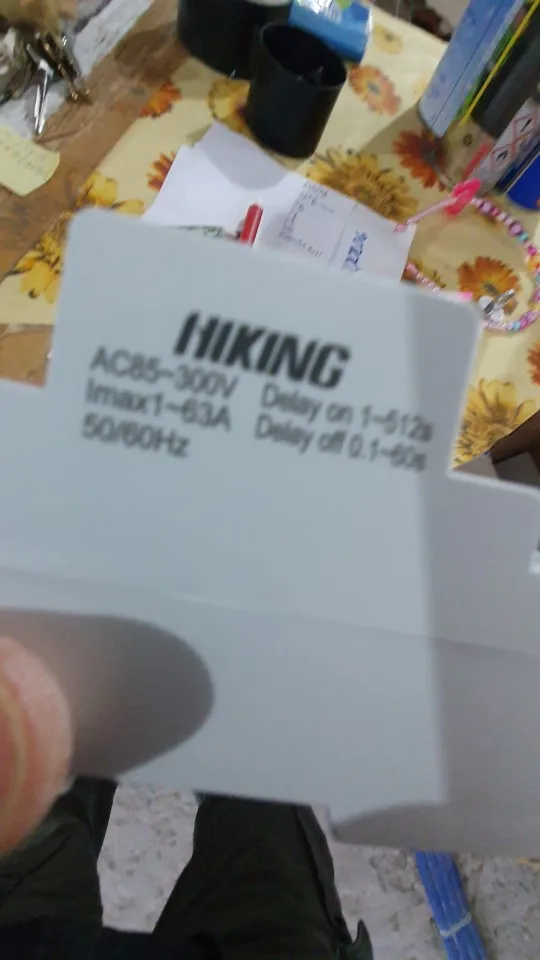 HIKING
AC85-300V Delay on 1~512s
Imax1~63A Delay off 0.1~60s
50/60Hz